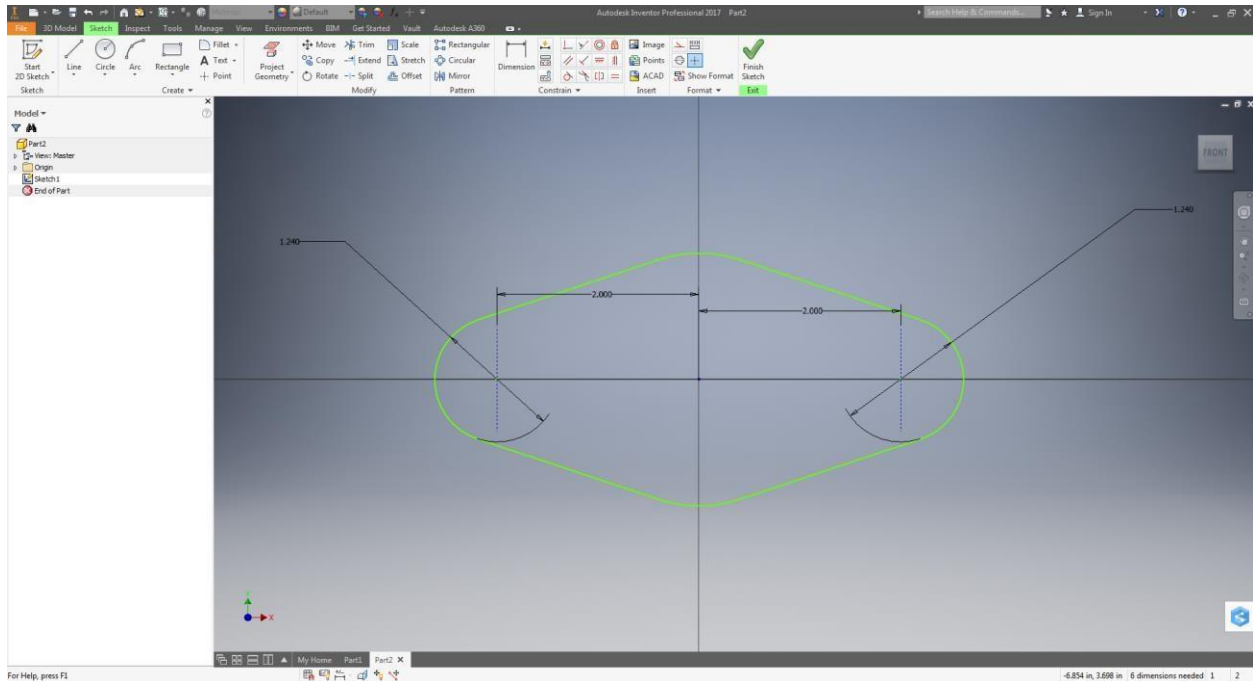 Default
Autodesk Inventor Professional 2017 Part2
Search Help & Commands...
Sign In
File 3D Model Sketch Inspect Tools Manage View Environments BIM Get Started Vault Autodesk A360
Start
2D Sketch
Line
Circle
Arc
Rectangle
Fillet
Text
Point
Project
Geometry
Move Trim Scale
Copy Extend Stretch
Rotate Split Offset
Rectangular
Circular
Mirror
Dimension
Image
Points
ACAD
Show Format
Finish
Sketch
Sketch Create Modify Pattern Constrain Insert Format Exit
Model
Part2
View: Master
Origin
Sketch1
End of Part
FRONT
1.240
1.240
2.000
2.000
Y
X
My Home Part1 Part2
For Help, press F1
-6.854 in, 3.698 in 6 dimensions needed 1 2